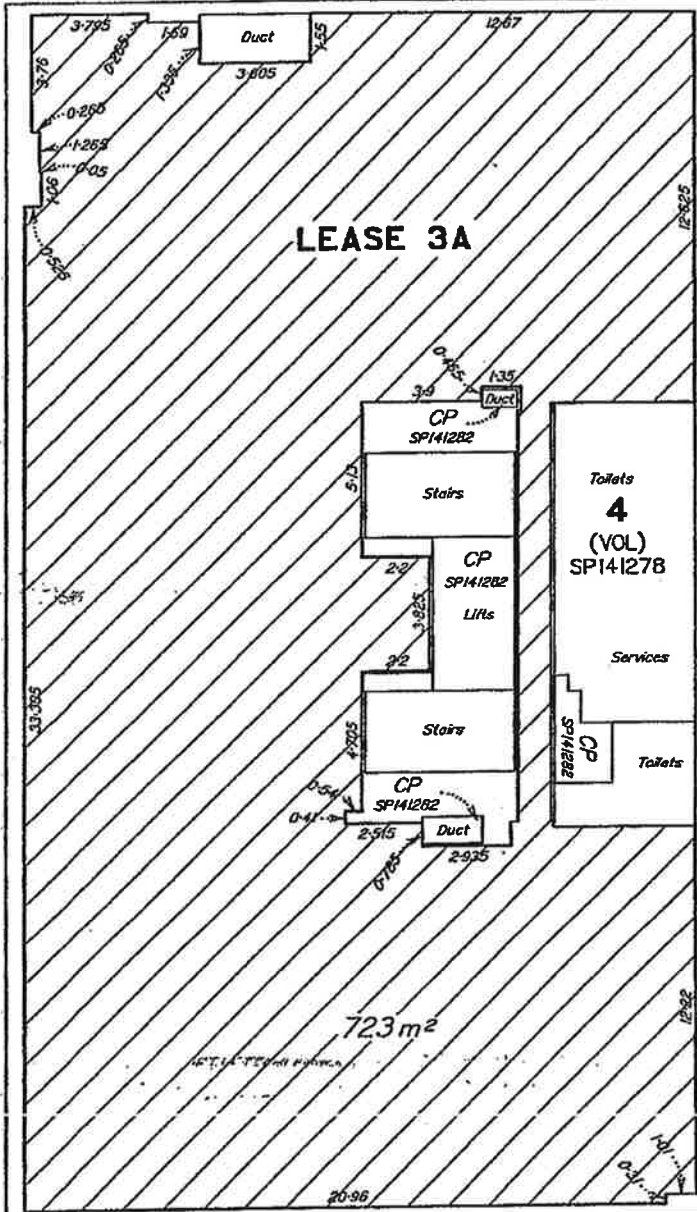 3·795
0·265
1·69
1·335
Duct
3·805
1·55
12·67
3·76
0·265
1·265
0·05
1·06
0·525
12·625
LEASE 3A
0·465
1·35
3·9
Duct
CP
SP141282
5·13
Stairs
Toilets
4
(VOL)
SP141278
2·2
CP
SP141282
3·825
Lifts
Services
2·2
33·395
4·705
Stairs
CP
SP141282
Toilets
0·54
CP
SP141282
0·41
2·515
Duct
0·785
2·935
723 m²
12·92
1·01
0·31
20·96